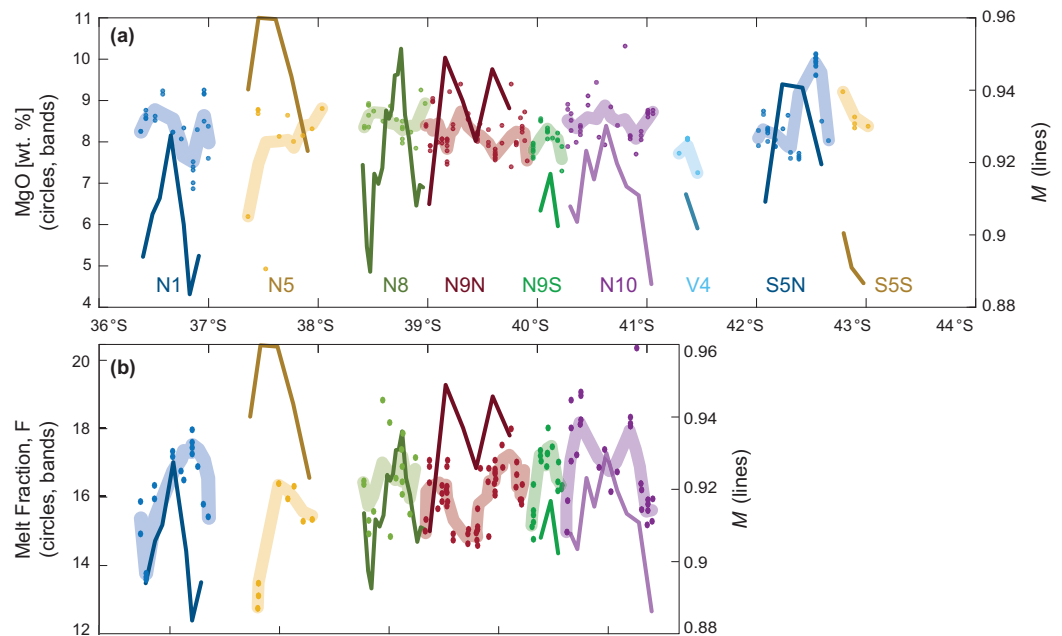 (a)
MgO [wt. %]
(circles, bands)
11
10
9
8
7
6
5
4
0.96
0.94
0.92
0.9
0.88
M (lines)
N1
N5
N8
N9N
N9S
N10
V4
S5N
S5S
36°S
37°S
38°S
39°S
40°S
41°S
42°S
43°S
44°S
(b)
Melt Fraction, F
(circles, bands)
20
18
16
14
12
0.96
0.94
0.92
0.9
0.88
M (lines)